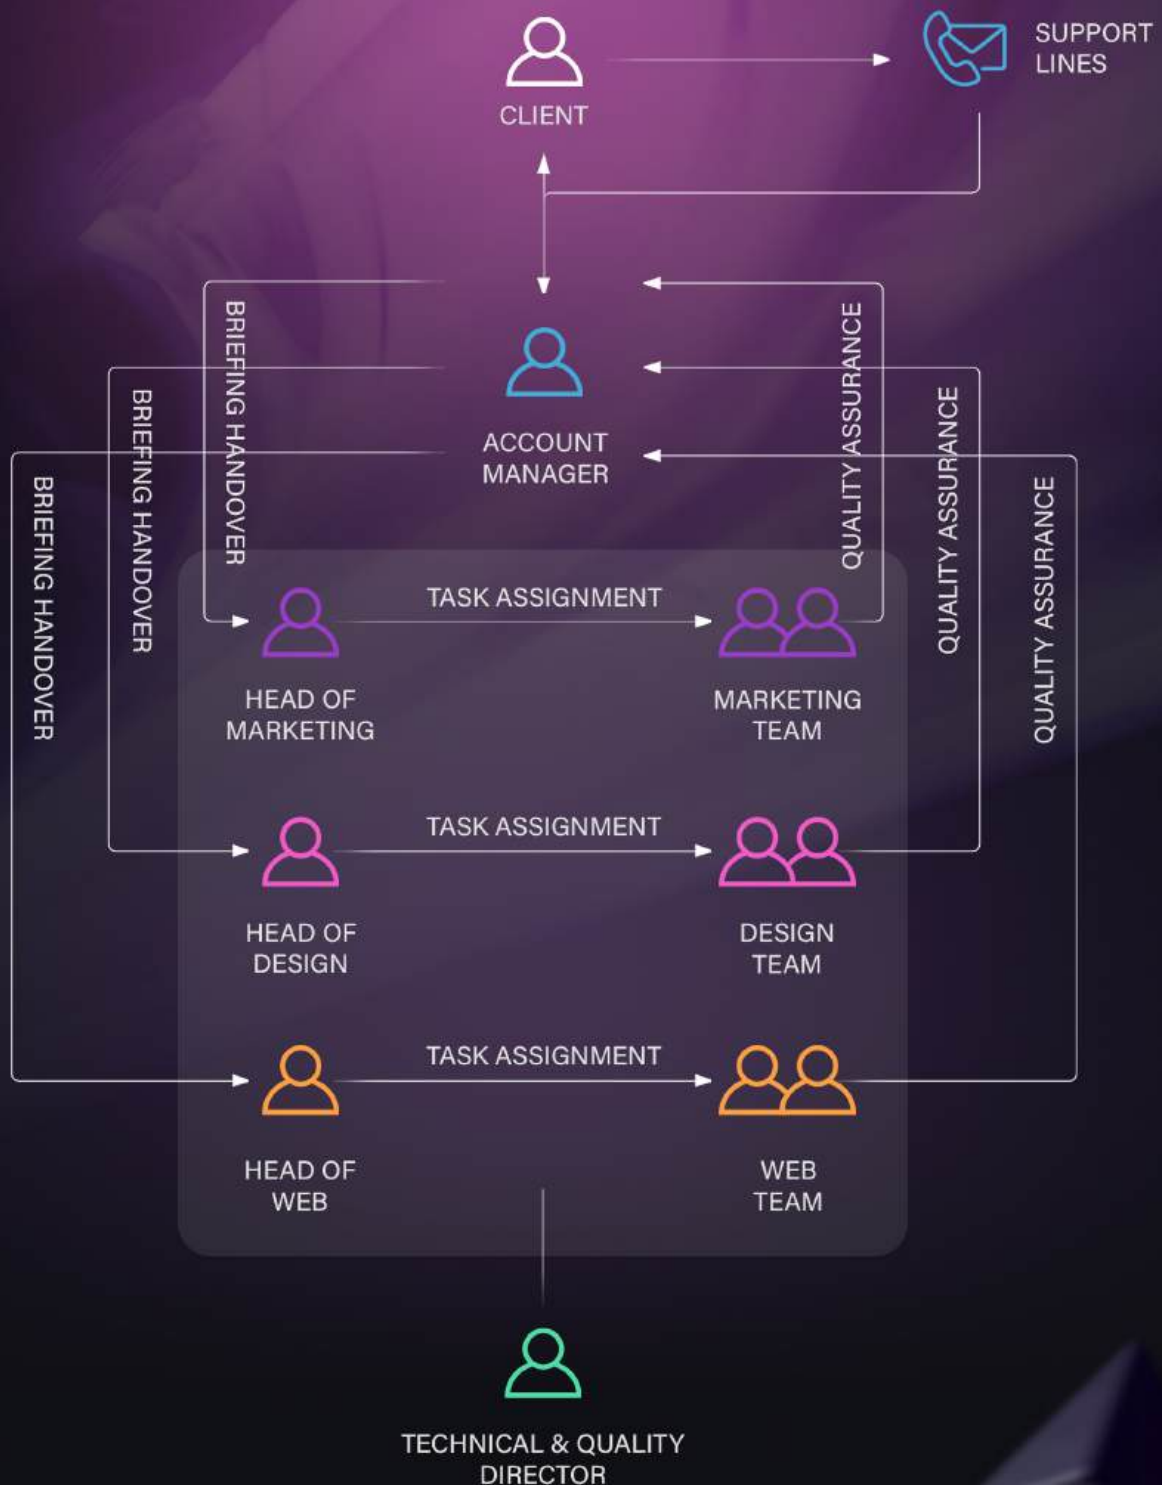 CLIENT
SUPPORT
LINES
BRIEFING HANDOVER
BRIEFING HANDOVER
BRIEFING HANDOVER
ACCOUNT
MANAGER
QUALITY ASSURANCE
QUALITY ASSURANCE
QUALITY ASSURANCE
HEAD OF
MARKETING
TASK ASSIGNMENT
MARKETING
TEAM
HEAD OF
DESIGN
TASK ASSIGNMENT
DESIGN
TEAM
HEAD OF
WEB
TASK ASSIGNMENT
WEB
TEAM
TECHNICAL & QUALITY
DIRECTOR